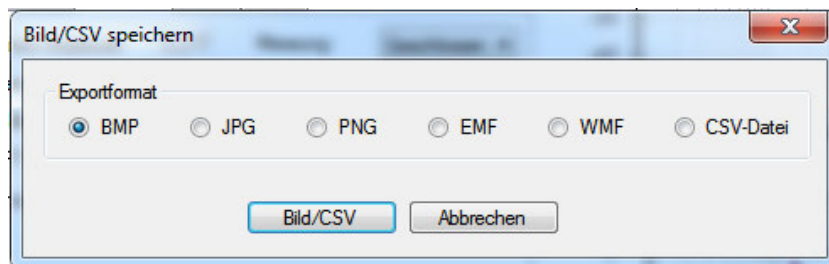 Bild/CSV speichern
Exportformat
BMP JPG PNG EMF WMF CSV-Datei
Bild/CSV Abbrechen